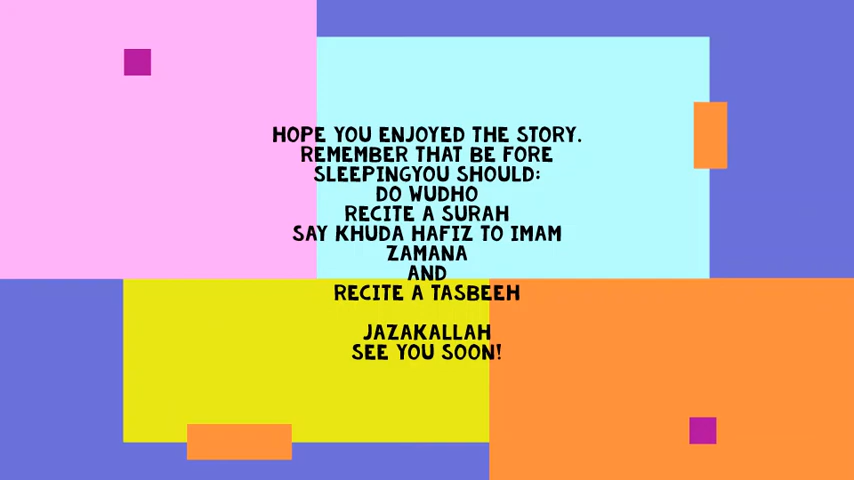 HOPE YOU ENJOYED THE STORY.
REMEMBER THAT BE FORE
SLEEPINGYOU SHOULD:
DO WUDHO
RECITE A SURAH
SAY KHUDA HAFIZ TO IMAM
ZAMANA
AND
RECITE A TASBEEH
JAZAKALLAH
SEE YOU SOON!